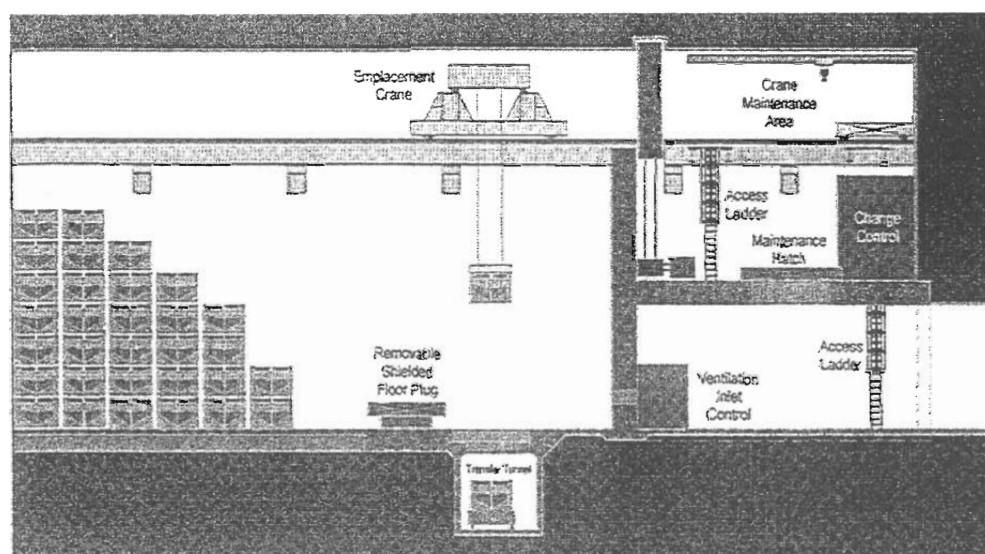 Emplacement
Crane
Crane
Maintenance
Area
Access
Ladder
Change
Control
Maintenance
Hatch
Removable
Shielded
Floor Plug
Access
Ladder
Ventilation
Inlet
Control
Transfer Tunnel